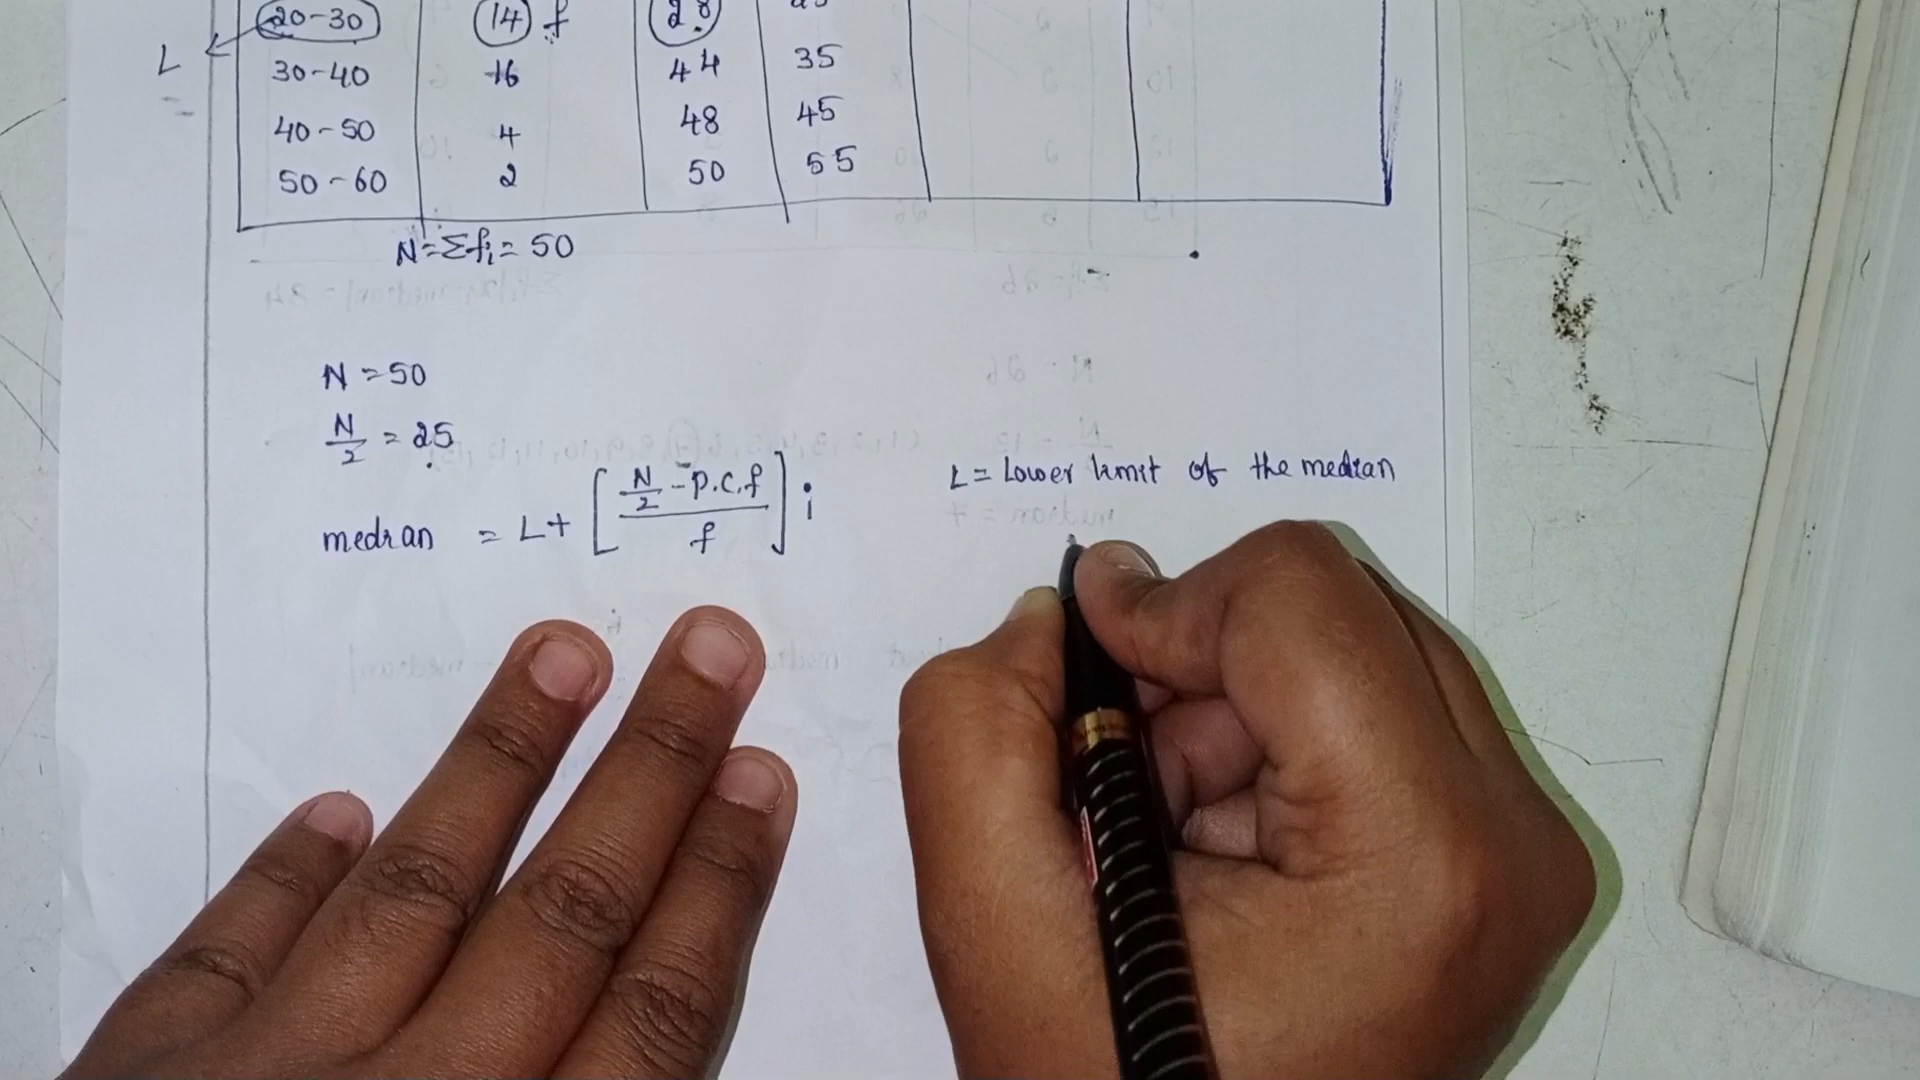 20-30 14 f 28
L 30-40 16 44 35
40-50 4 48 45
50-60 2 50 55
N=Σfi= 50
N = 50
N/2 = 25
median = L+ [N/2 - p.c.f / f] i
L = Lower limit of the median